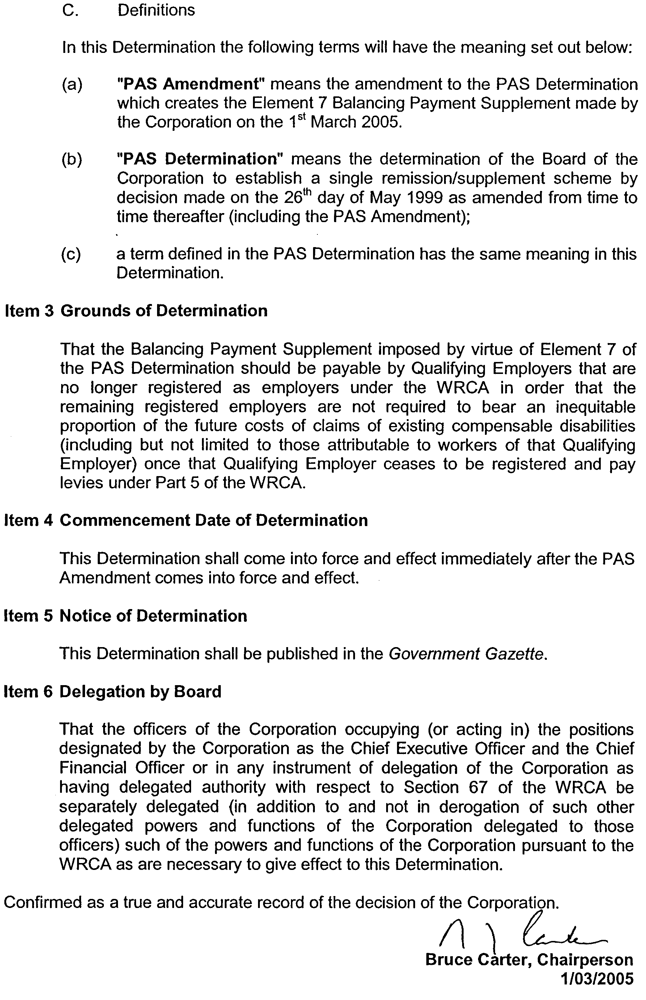 C. Definitions
In this Determination the following terms will have the meaning set out below:
(a) "PAS Amendment" means the amendment to the PAS Determination
which creates the Element 7 Balancing Payment Supplement made by
the Corporation on the 1st March 2005.
(b) "PAS Determination" means the determination of the Board of the
Corporation to establish a single remission/supplement scheme by
decision made on the 26th day of May 1999 as amended from time to
time thereafter (including the PAS Amendment);
(c) a term defined in the PAS Determination has the same meaning in this
Determination.
Item 3 Grounds of Determination
That the Balancing Payment Supplement imposed by virtue of Element 7 of
the PAS Determination should be payable by Qualifying Employers that are
no longer registered as employers under the WRCA in order that the
remaining registered employers are not required to bear an inequitable
proportion of the future costs of claims of existing compensable disabilities
(including but not limited to those attributable to workers of that Qualifying
Employer) once that Qualifying Employer ceases to be registered and pay
levies under Part 5 of the WRCA.
Item 4 Commencement Date of Determination
This Determination shall come into force and effect immediately after the PAS
Amendment comes into force and effect.
Item 5 Notice of Determination
This Determination shall be published in the Government Gazette.
Item 6 Delegation by Board
That the officers of the Corporation occupying (or acting in) the positions
designated by the Corporation as the Chief Executive Officer and the Chief
Financial Officer or in any instrument of delegation of the Corporation as
having delegated authority with respect to Section 67 of the WRCA be
separately delegated (in addition to and not in derogation of such other
delegated powers and functions of the Corporation delegated to those
officers) such of the powers and functions of the Corporation pursuant to the
WRCA as are necessary to give effect to this Determination.
Confirmed as a true and accurate record of the decision of the Corporation.
Bruce Carter, Chairperson
1/03/2005